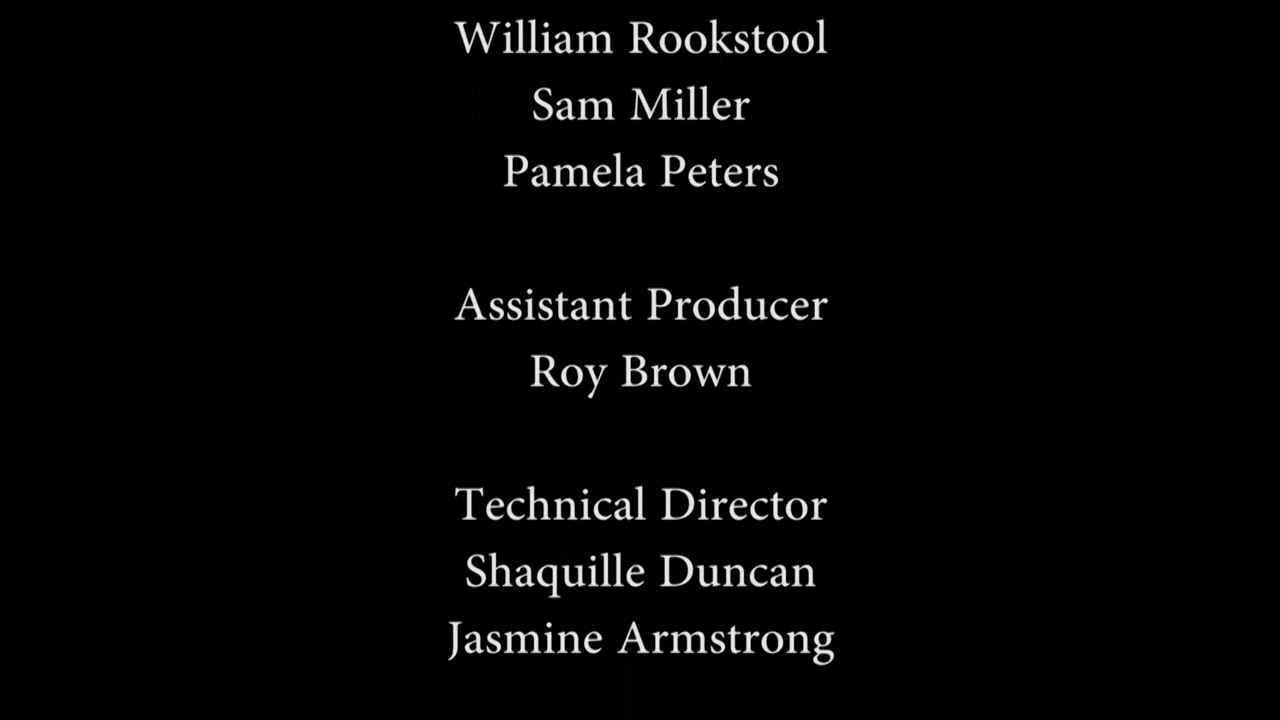 William Rookstool
Sam Miller
Pamela Peters
Assistant Producer
Roy Brown
Technical Director
Shaquille Duncan
Jasmine Armstrong